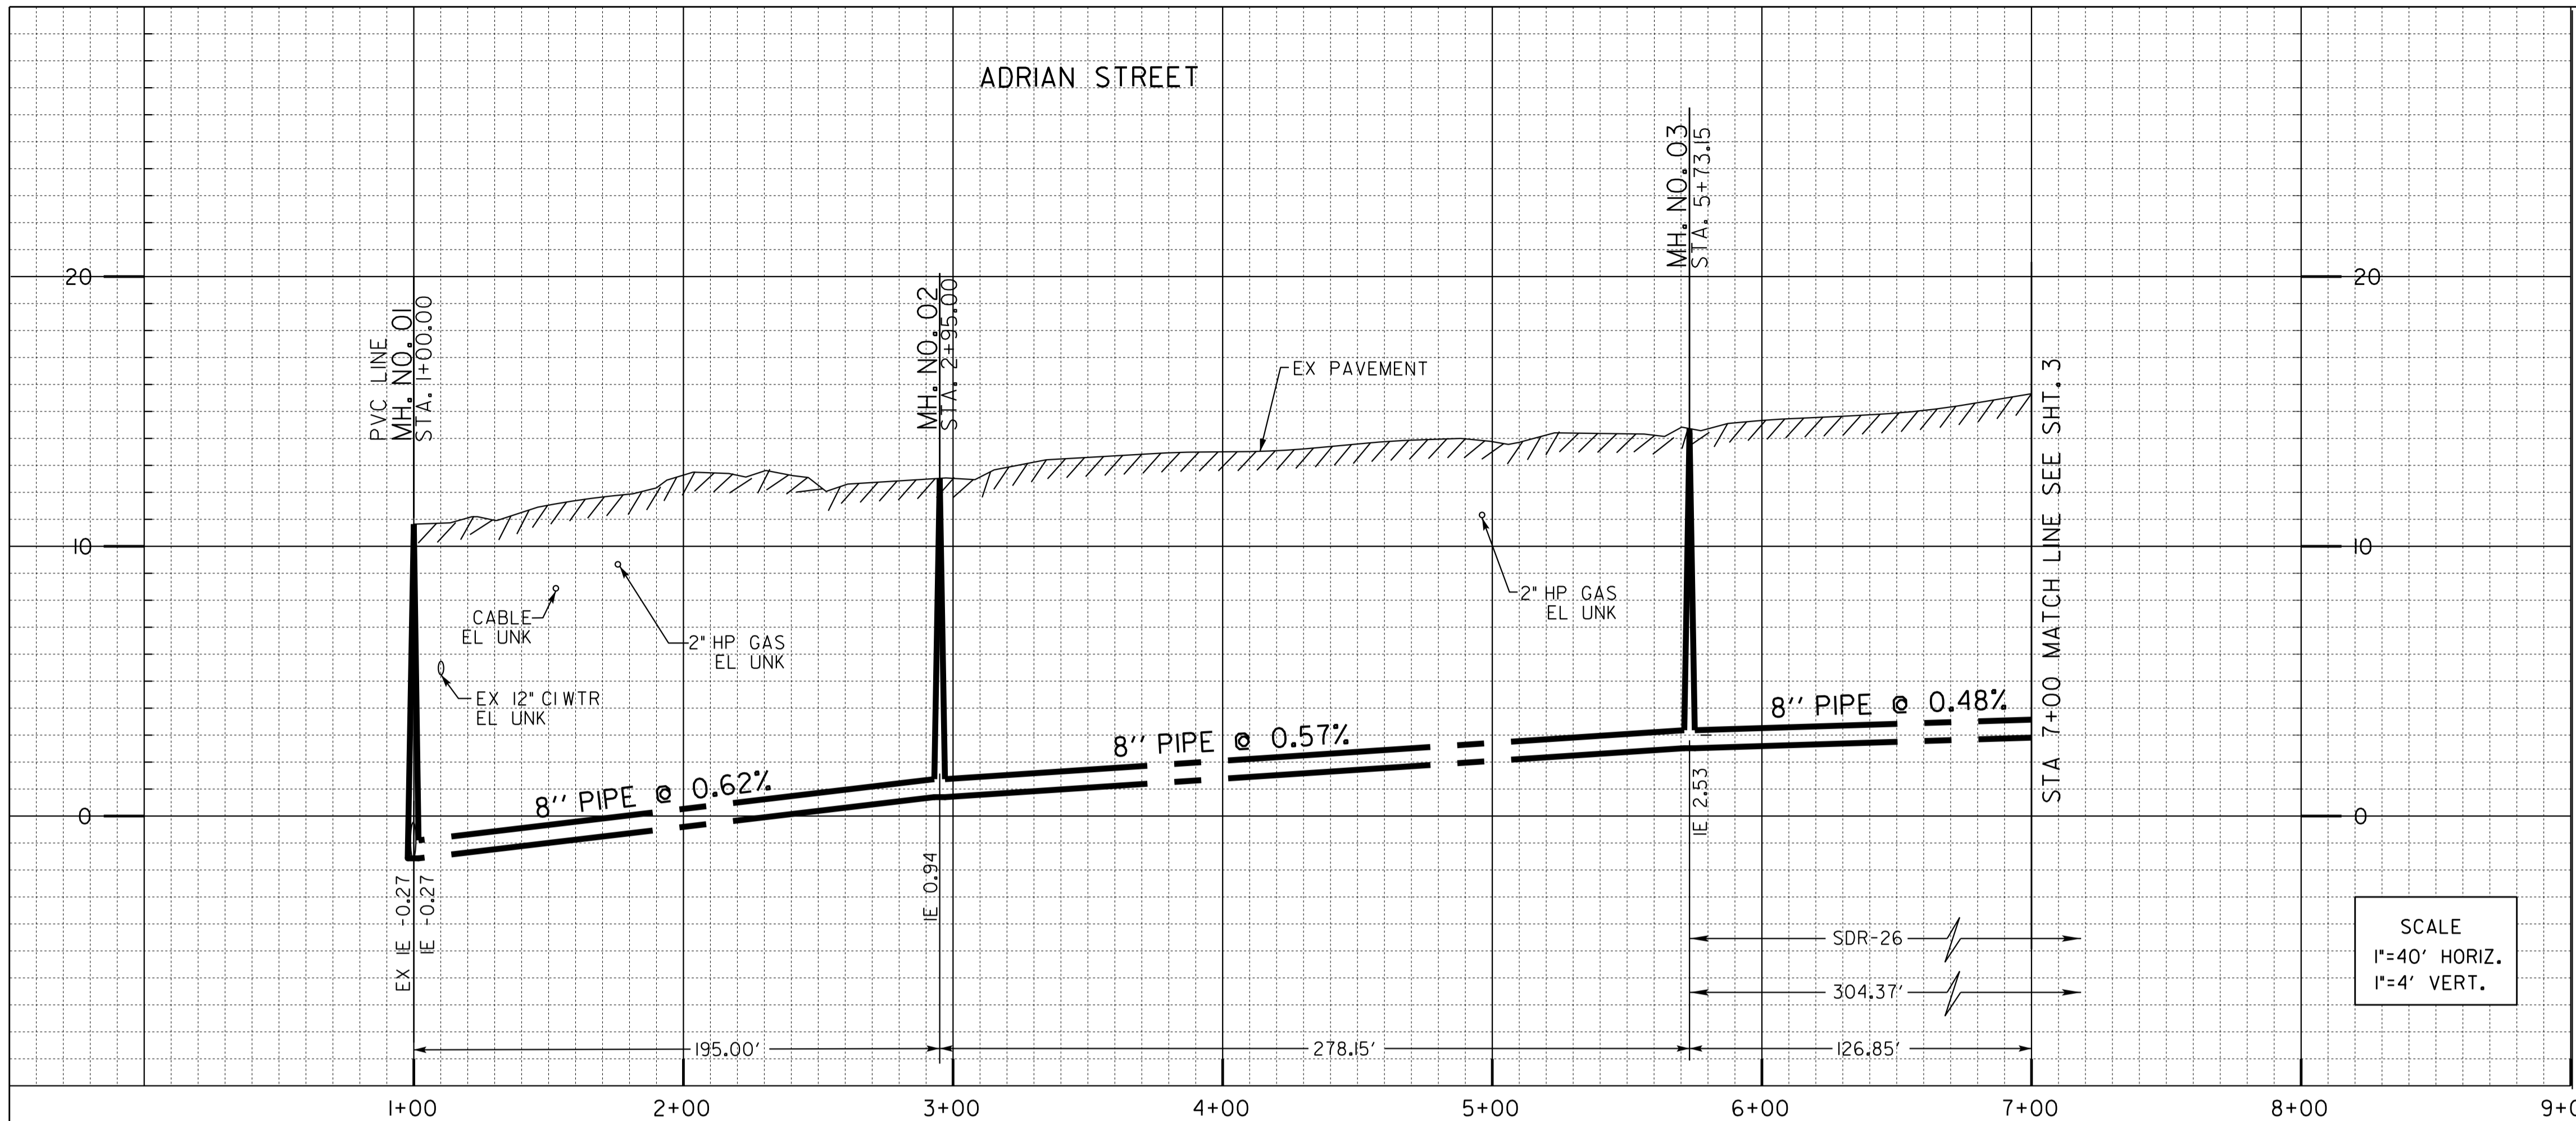 ADRIAN STREET
MH. NO. 03
STA. 5+73.15
20
20
PVC LINE
MH. NO. 01
STA. 1+00.00
MH. NO. 02
STA. 2+95.00
EX PAVEMENT
STA 7+00 MATCH LINE SEE SHT. 3
10
10
CABLE
EL UNK
2" HP GAS
EL UNK
2" HP GAS
EL UNK
EX 12" CI WTR
EL UNK
8'' PIPE @ 0.62%
8'' PIPE @ 0.57%
8'' PIPE @ 0.48%
0
0
EX IE -0.27
IE -0.27
IE 0.94
IE 2.53
SDR-26
304.37'
SCALE
1"=40' HORIZ.
1"=4' VERT.
195.00'
278.15'
126.85'
1+00
2+00
3+00
4+00
5+00
6+00
7+00
8+00